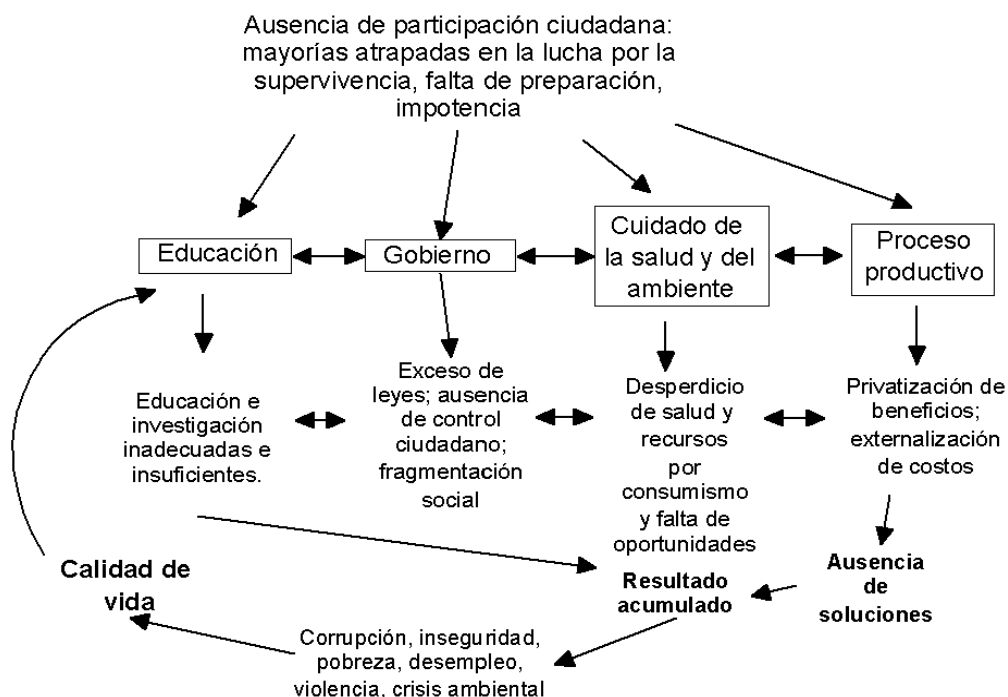 Ausencia de participación ciudadana:
mayorías atrapadas en la lucha por la
supervivencia, falta de preparación,
impotencia
Educación
Gobierno
Cuidado de
la salud y del
ambiente
Proceso
productivo
Educación e
investigación
inadecuadas e
insuficientes.
Exceso de
leyes; ausencia
de control
ciudadano;
fragmentación
social
Desperdicio
de salud y
recursos
por
consumismo
y falta de
oportunidades
Privatización de
beneficios;
externalización
de costos
Calidad de
vida
Resultado
acumulado
Ausencia
de
soluciones
Corrupción, inseguridad,
pobreza, desempleo,
violencia, crisis ambiental